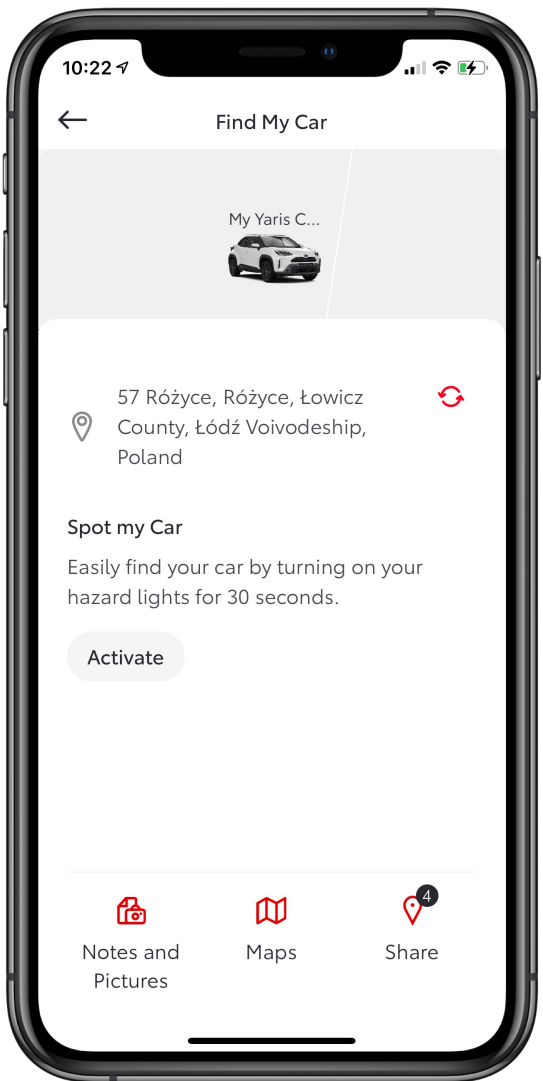 10:22
Find My Car
My Yaris C...
57 Różyce, Różyce, Łowicz
County, Łódź Voivodeship,
Poland
Spot my Car
Easily find your car by turning on your
hazard lights for 30 seconds.
Activate
4
Notes and
Pictures
Maps
Share